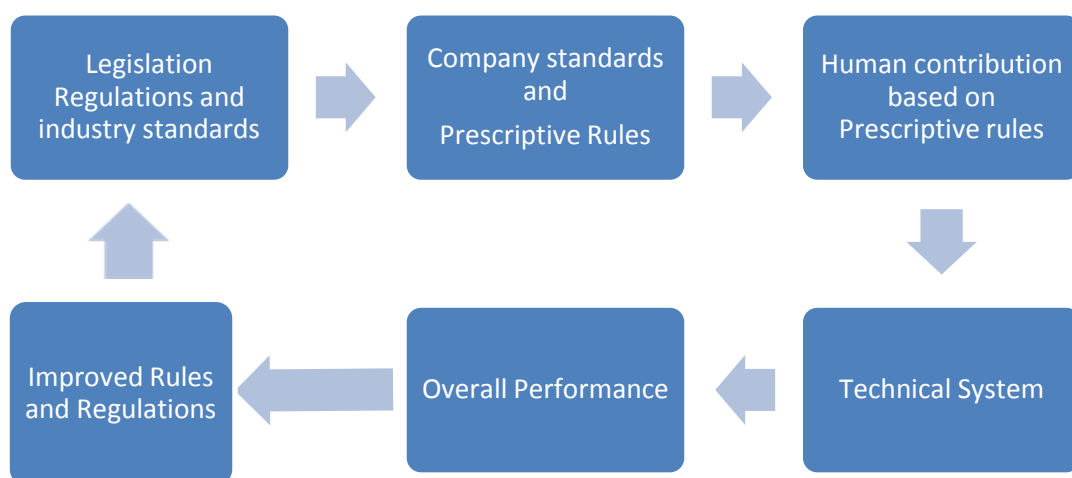 Legislation
Regulations and
industry standards
Company standards
and
Prescriptive Rules
Human contribution
based on
Prescriptive rules
Improved Rules
and Regulations
Overall Performance
Technical System